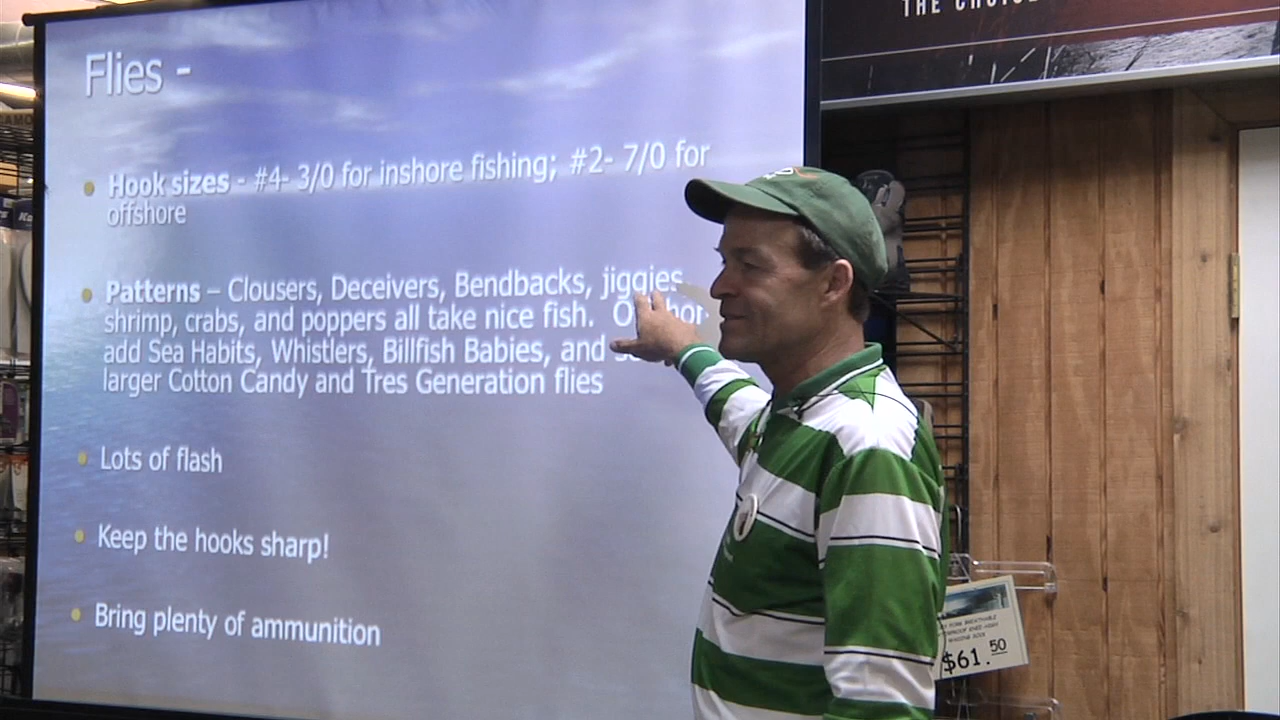 THE CHOICE
Flies -
Hook sizes - #4- 3/0 for inshore fishing; #2- 7/0 for
offshore
Patterns – Clousers, Deceivers, Bendbacks, jiggies
shrimp, crabs, and poppers all take nice fish.
add Sea Habits, Whistlers, Billfish Babies, and
larger Cotton Candy and Tres Generation flies
Lots of flash
Keep the hooks sharp!
Bring plenty of ammunition
$61.50